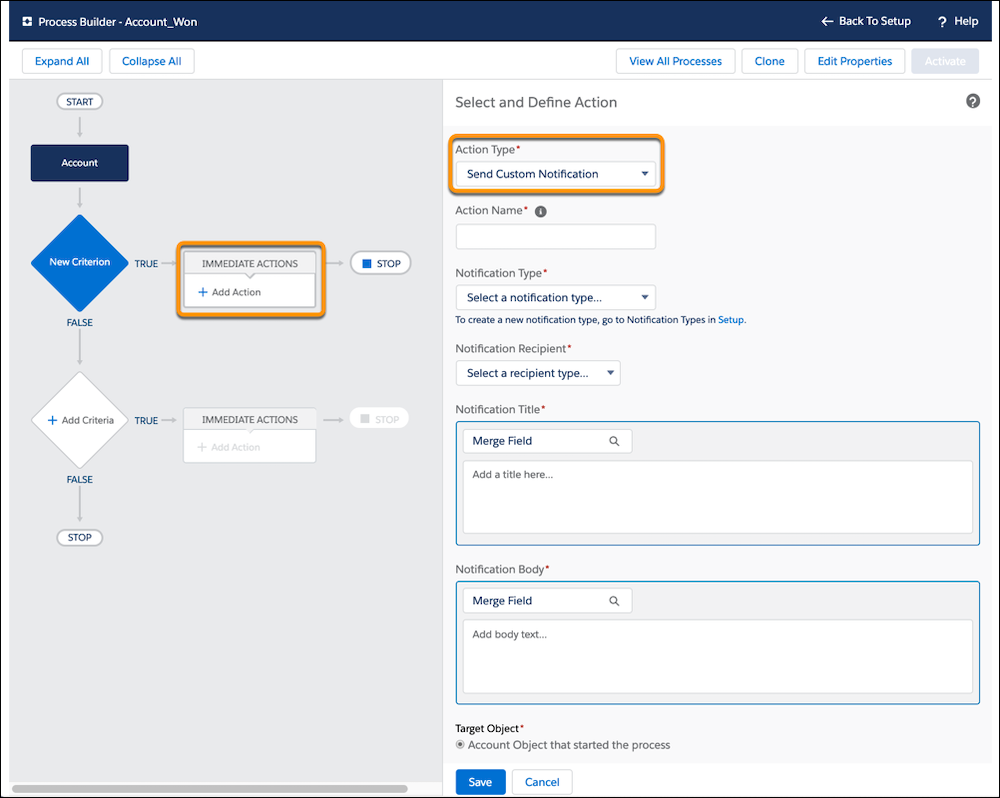 Process Builder - Account_Won
Back To Setup
? Help
Expand All
Collapse All
View All Processes
Clone
Edit Properties
Activate
START
Account
New Criterion
TRUE
IMMEDIATE ACTIONS
+ Add Action
STOP
FALSE
+ Add Criteria
TRUE
IMMEDIATE ACTIONS
+ Add Action
STOP
FALSE
STOP
Select and Define Action
?
Action Type*
Send Custom Notification
Action Name* i
Notification Type*
Select a notification type...
To create a new notification type, go to Notification Types in Setup.
Notification Recipient*
Select a recipient type...
Notification Title*
Merge Field
Add a title here...
Notification Body*
Merge Field
Add body text...
Target Object*
Account Object that started the process
Save
Cancel